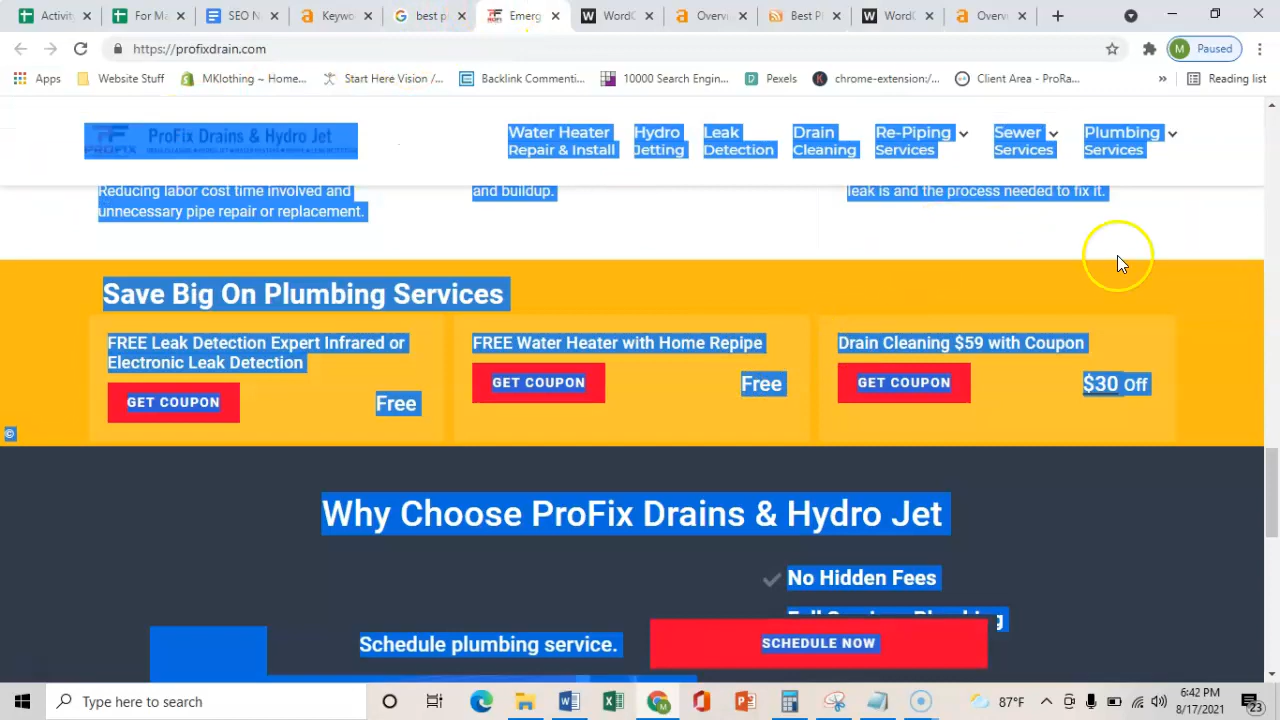 Activit
For Ma
SEO N
Keywo
best p
Emerg
WordC
Overvi
Best F
WordC
Overvi
https://profixdrain.com
M Paused
Apps
Website Stuff
MKlothing ~ Home...
Start Here Vision /...
Backlink Commenti...
10000 Search Engin...
Pexels
chrome-extension:/...
Client Area - ProRa...
»
Reading list
PROFIX
ProFix Drains & Hydro Jet
Water Heater
Repair & Install
Hydro
Jetting
Leak
Detection
Drain
Cleaning
Re-Piping
Services
Sewer
Services
Plumbing
Services
Reducing labor cost time involved and
unnecessary pipe repair or replacement.
and buildup.
leak is and the process needed to fix it.
Save Big On Plumbing Services
FREE Leak Detection Expert Infrared or
Electronic Leak Detection
GET COUPON
Free
FREE Water Heater with Home Repipe
GET COUPON
Free
Drain Cleaning $59 with Coupon
GET COUPON
$30 Off
©
Why Choose ProFix Drains & Hydro Jet
No Hidden Fees
Schedule plumbing service.
SCHEDULE NOW
Type here to search
87°F
6:42 PM
8/17/2021
23